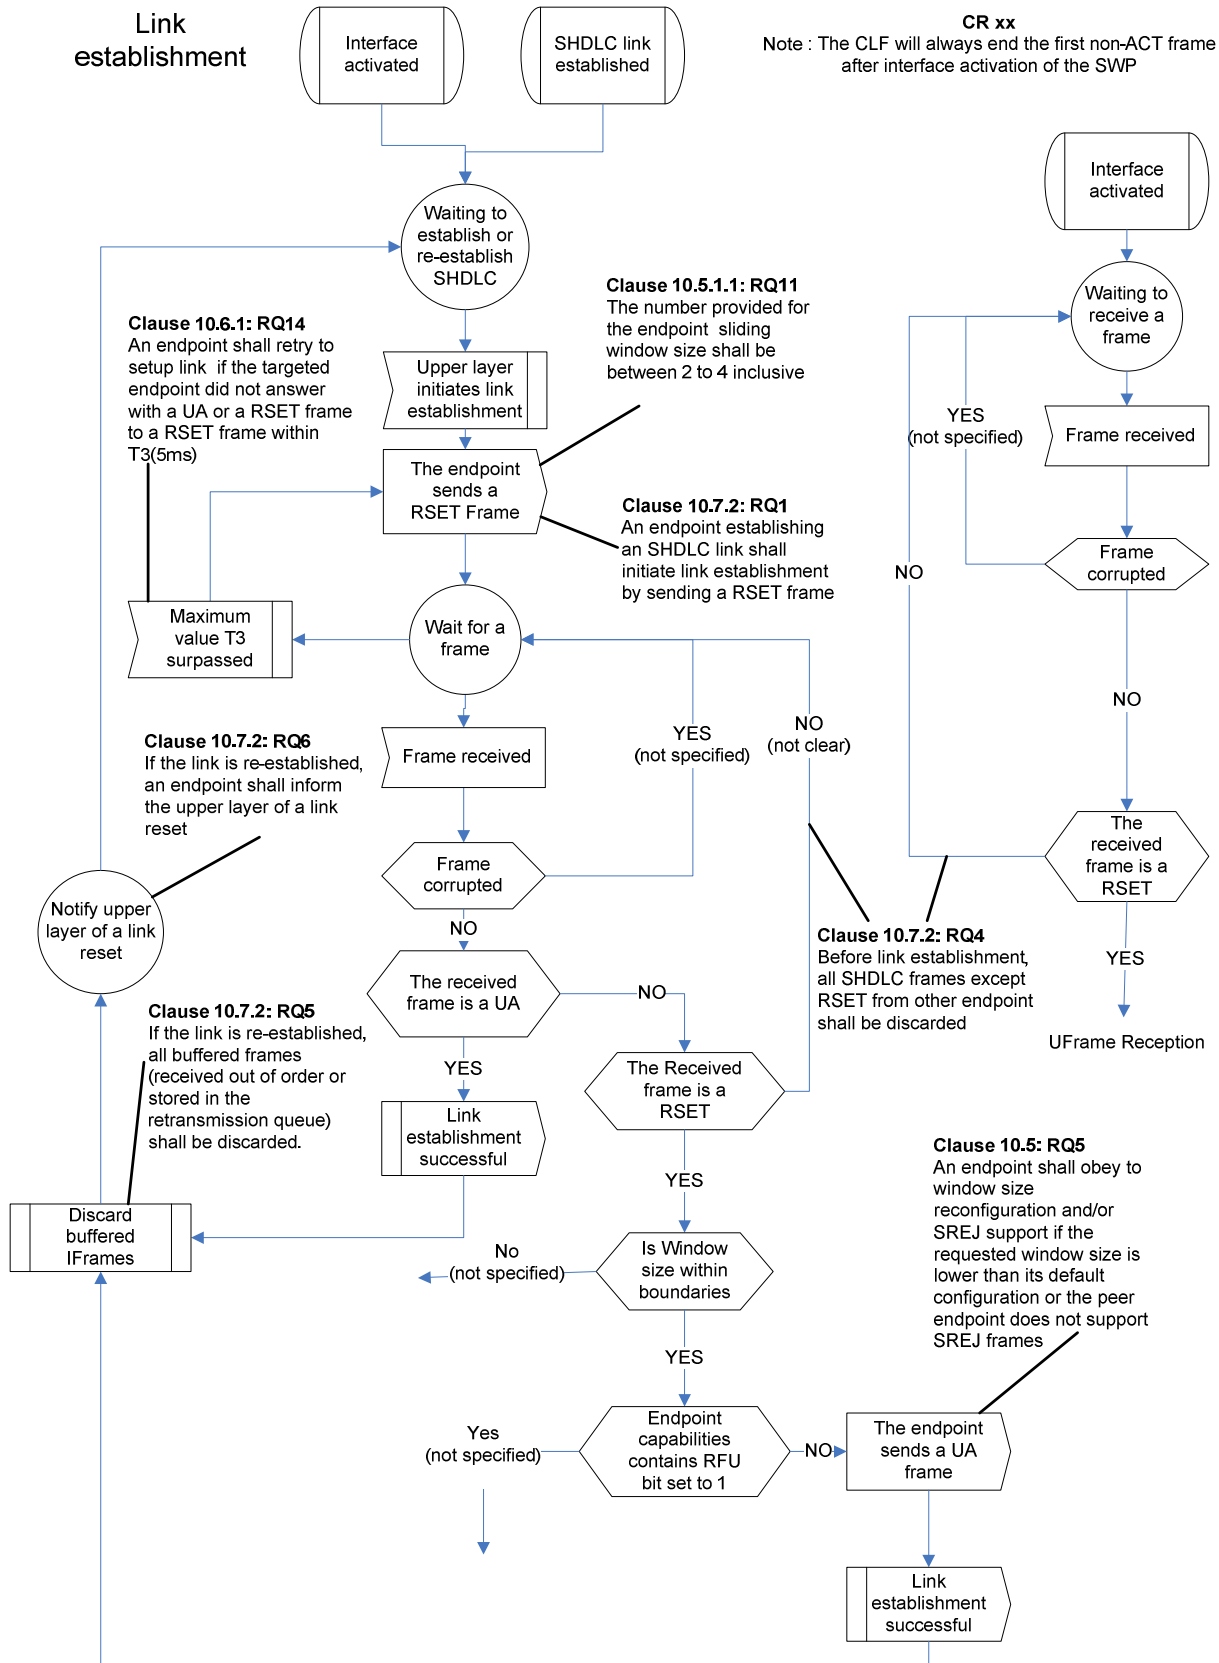 Link
establishment
Interface
activated
SHDLC link
established
CR xx
Note : The CLF will always end the first non-ACT frame
after interface activation of the SWP
Interface
activated
Waiting to
establish or
re-establish
SHDLC
Waiting to
receive a
frame
Clause 10.5.1.1: RQ11
The number provided for
the endpoint sliding
window size shall be
between 2 to 4 inclusive
Clause 10.6.1: RQ14
An endpoint shall retry to
setup link if the targeted
endpoint did not answer
with a UA or a RSET frame
to a RSET frame within
T3(5ms)
Upper layer
initiates link
establishment
YES
(not specified)
Frame received
The endpoint
sends a
RSET Frame
Clause 10.7.2: RQ1
An endpoint establishing
an SHDLC link shall
initiate link establishment
by sending a RSET frame
Frame
corrupted
NO
Maximum
value T3
surpassed
Wait for a
frame
NO
YES
(not specified)
NO
(not clear)
Clause 10.7.2: RQ6
If the link is re-established,
an endpoint shall inform
the upper layer of a link
reset
Frame received
The
received
frame is a
RSET
Frame
corrupted
Notify upper
layer of a link
reset
NO
Clause 10.7.2: RQ4
Before link establishment,
all SHDLC frames except
RSET from other endpoint
shall be discarded
YES
The received
frame is a UA
NO
UFrame Reception
Clause 10.7.2: RQ5
If the link is re-established,
all buffered frames
(received out of order or
stored in the
retransmission queue)
shall be discarded.
YES
The Received
frame is a
RSET
Link
establishment
successful
YES
Clause 10.5: RQ5
An endpoint shall obey to
window size
reconfiguration and/or
SREJ support if the
requested window size is
lower than its default
configuration or the peer
endpoint does not support
SREJ frames
Discard
buffered
IFrames
No
(not specified)
Is Window
size within
boundaries
YES
Yes
(not specified)
Endpoint
capabilities
contains RFU
bit set to 1
NO
The endpoint
sends a UA
frame
Link
establishment
successful